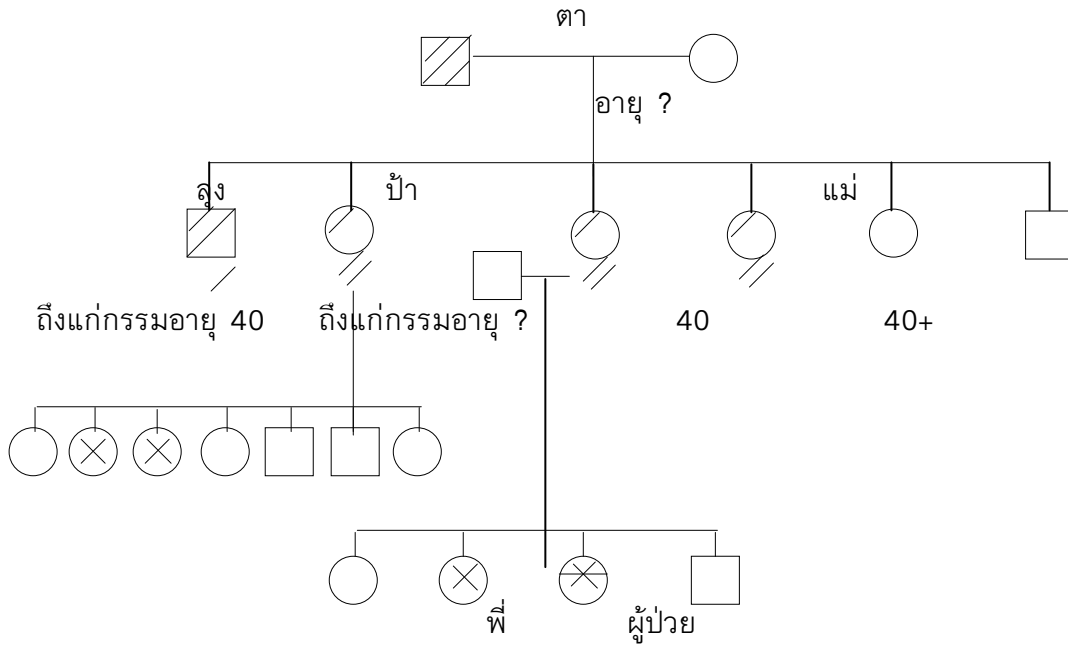 ตา
อายุ ?
ลุง ป้า แม่
ถึงแก่กรรมอายุ 40 ถึงแก่กรรมอายุ ? 40 40+
พี่ ผู้ป่วย